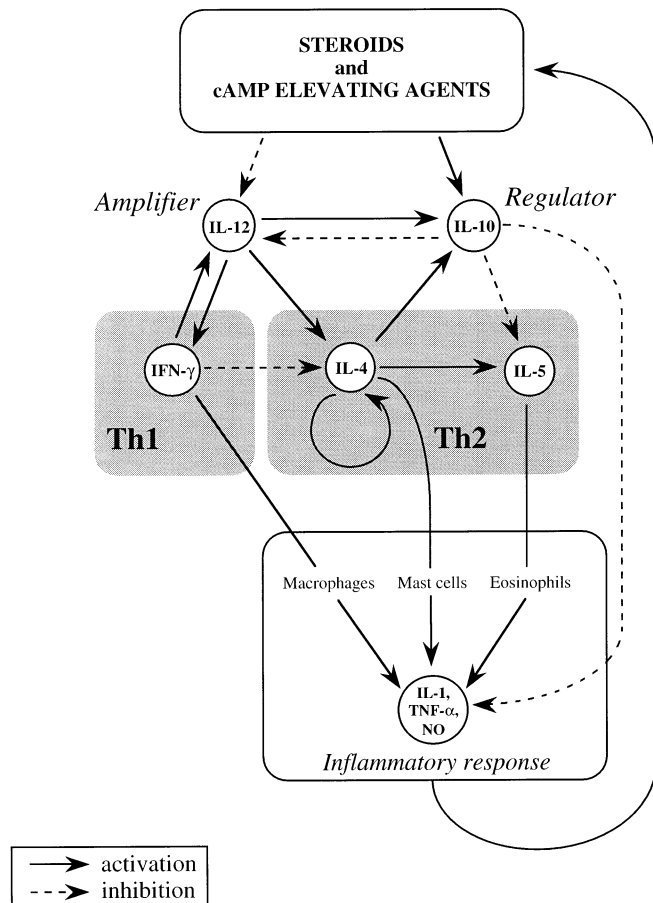 STEROIDS
and
cAMP ELEVATING AGENTS
Amplifier
Regulator
IL-12
IL-10
IFN-γ
IL-4
IL-5
Th1
Th2
Macrophages
Mast cells
Eosinophils
IL-1,
TNF-α,
NO
Inflammatory response
activation
inhibition